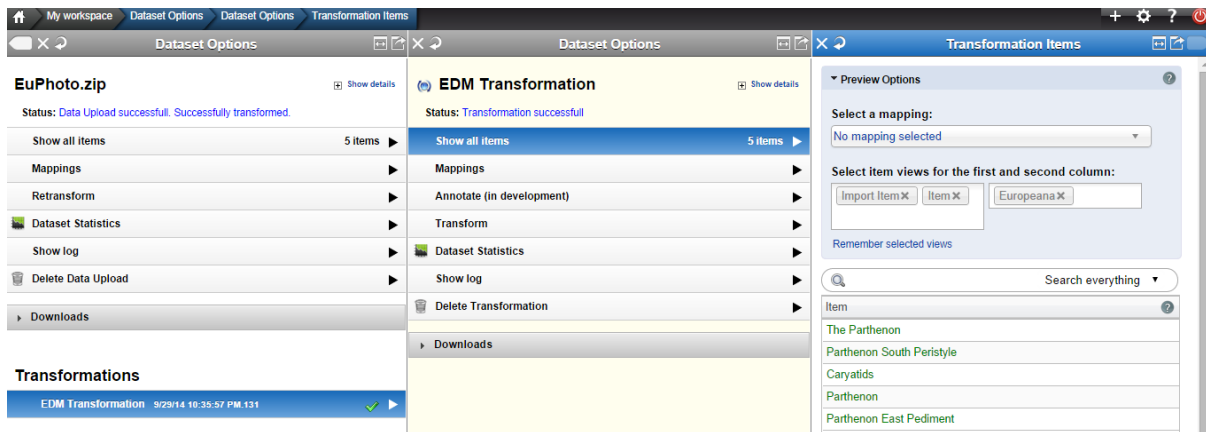 My workspace Dataset Options Dataset Options Transformation Items
Dataset Options
EuPhoto.zip
Show details
Status: Data Upload successfull. Successfully transformed.
Show all items 5 items
Mappings
Retransform
Dataset Statistics
Show log
Delete Data Upload
Downloads
Transformations
EDM Transformation 9/29/14 10:35:57 PM.131
Dataset Options
EDM Transformation
Show details
Status: Transformation successfull
Show all items 5 items
Mappings
Annotate (in development)
Transform
Dataset Statistics
Show log
Delete Transformation
Downloads
Transformation Items
Preview Options
Select a mapping:
No mapping selected
Select item views for the first and second column:
Import Item Item Europeana
Remember selected views
Search everything
Item
The Parthenon
Parthenon South Peristyle
Caryatids
Parthenon
Parthenon East Pediment